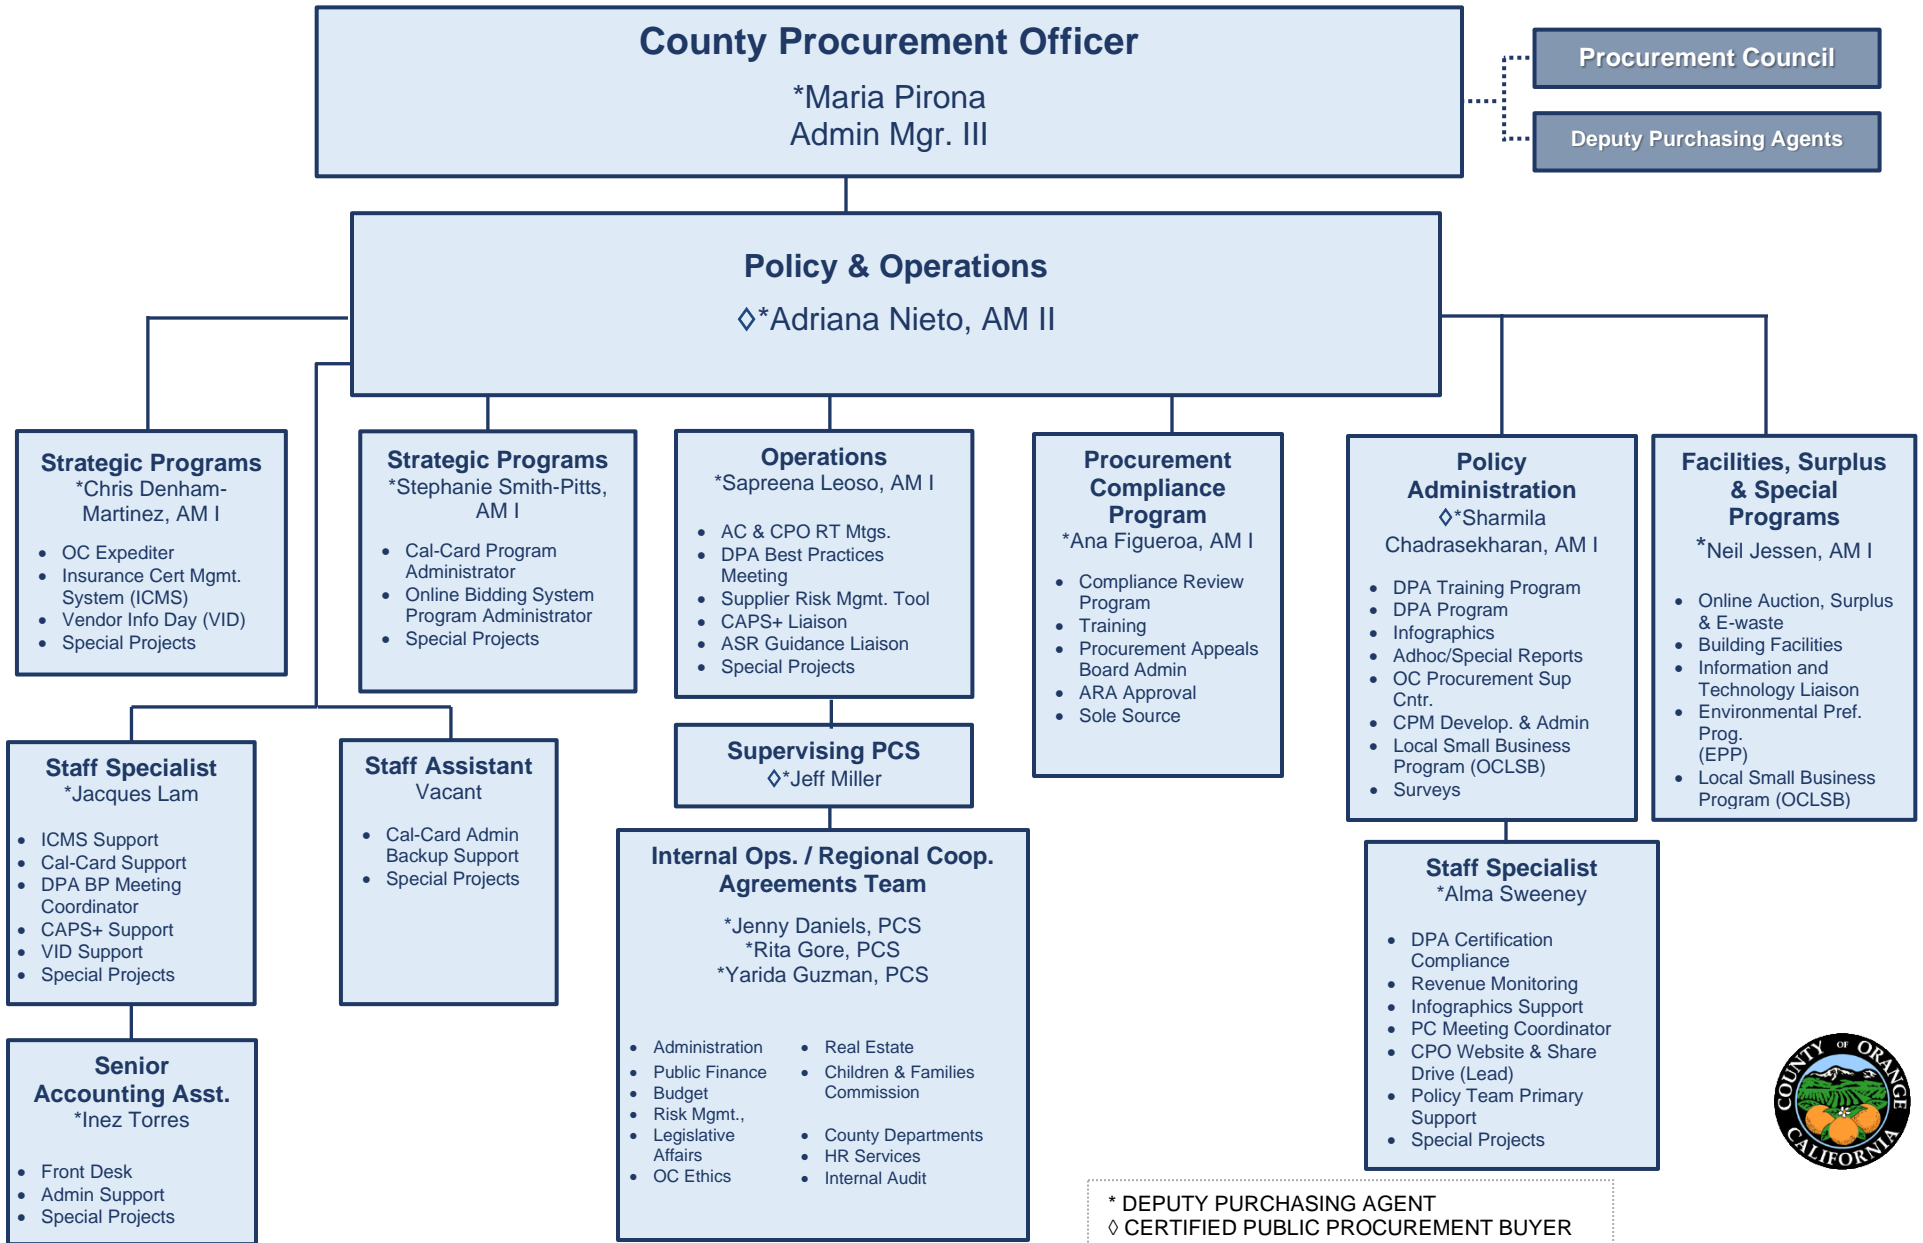 County Procurement Officer
*Maria Pirona
Admin Mgr. III
Procurement Council
Deputy Purchasing Agents
Policy & Operations
◊*Adriana Nieto, AM II
Strategic Programs
*Chris Denham-
Martinez, AM I
• OC Expediter
• Insurance Cert Mgmt.
System (ICMS)
• Vendor Info Day (VID)
• Special Projects
Strategic Programs
*Stephanie Smith-Pitts,
AM I
• Cal-Card Program
Administrator
• Online Bidding System
Program Administrator
• Special Projects
Operations
*Sapreena Leoso, AM I
• AC & CPO RT Mtgs.
• DPA Best Practices
Meeting
• Supplier Risk Mgmt. Tool
• CAPS+ Liaison
• ASR Guidance Liaison
• Special Projects
Procurement
Compliance
Program
*Ana Figueroa, AM I
• Compliance Review
Program
• Training
• Procurement Appeals
Board Admin
• ARA Approval
• Sole Source
Policy
Administration
◊*Sharmila
Chadrasekharan, AM I
• DPA Training Program
• DPA Program
• Infographics
• Adhoc/Special Reports
• OC Procurement Sup
Cntr.
• CPM Develop. & Admin
• Local Small Business
Program (OCLSB)
• Surveys
Facilities, Surplus
& Special
Programs
*Neil Jessen, AM I
• Online Auction, Surplus
& E-waste
• Building Facilities
• Information and
Technology Liaison
• Environmental Pref.
Prog.
(EPP)
• Local Small Business
Program (OCLSB)
Staff Specialist
*Jacques Lam
• ICMS Support
• Cal-Card Support
• DPA BP Meeting
Coordinator
• CAPS+ Support
• VID Support
• Special Projects
Staff Assistant
Vacant
• Cal-Card Admin
Backup Support
• Special Projects
Supervising PCS
◊*Jeff Miller
Internal Ops. / Regional Coop.
Agreements Team
*Jenny Daniels, PCS
*Rita Gore, PCS
*Yarida Guzman, PCS
• Administration
• Public Finance
• Budget
• Risk Mgmt.,
• Legislative
Affairs
• OC Ethics
• Real Estate
• Children & Families
Commission
• County Departments
• HR Services
• Internal Audit
Staff Specialist
*Alma Sweeney
• DPA Certification
Compliance
• Revenue Monitoring
• Infographics Support
• PC Meeting Coordinator
• CPO Website & Share
Drive (Lead)
• Policy Team Primary
Support
• Special Projects
Senior
Accounting Asst.
*Inez Torres
• Front Desk
• Admin Support
• Special Projects
COUNTY OF ORANGE
CALIFORNIA
* DEPUTY PURCHASING AGENT
◊ CERTIFIED PUBLIC PROCUREMENT BUYER